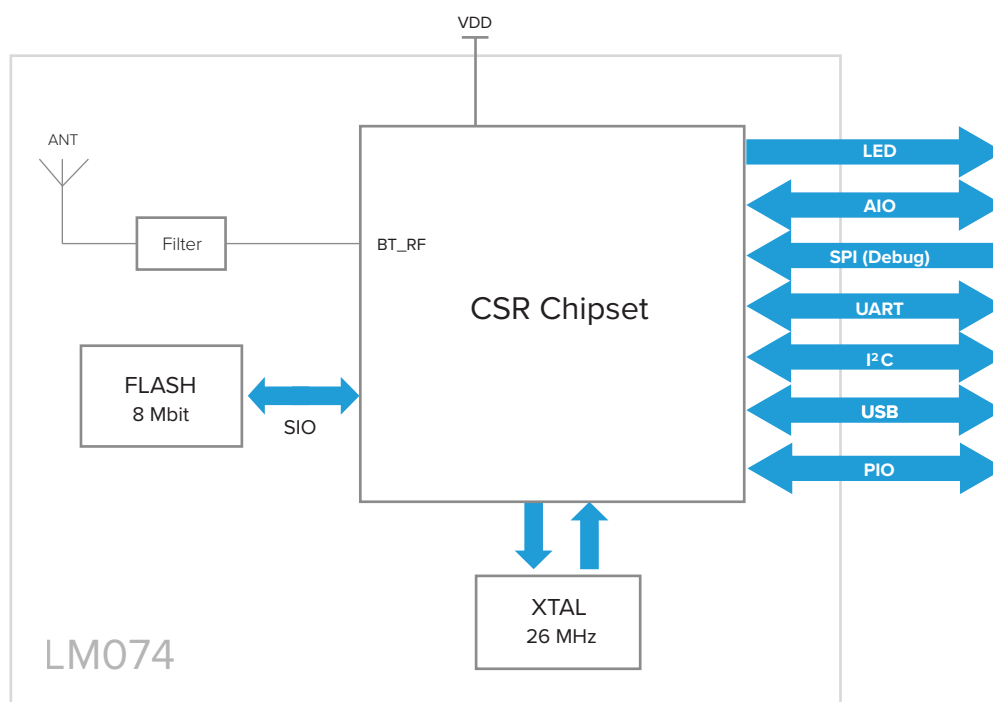 VDD
ANT
Filter
BT_RF
CSR Chipset
FLASH
8 Mbit
SIO
LED
AIO
SPI (Debug)
UART
I²C
USB
PIO
XTAL
26 MHz
LM074